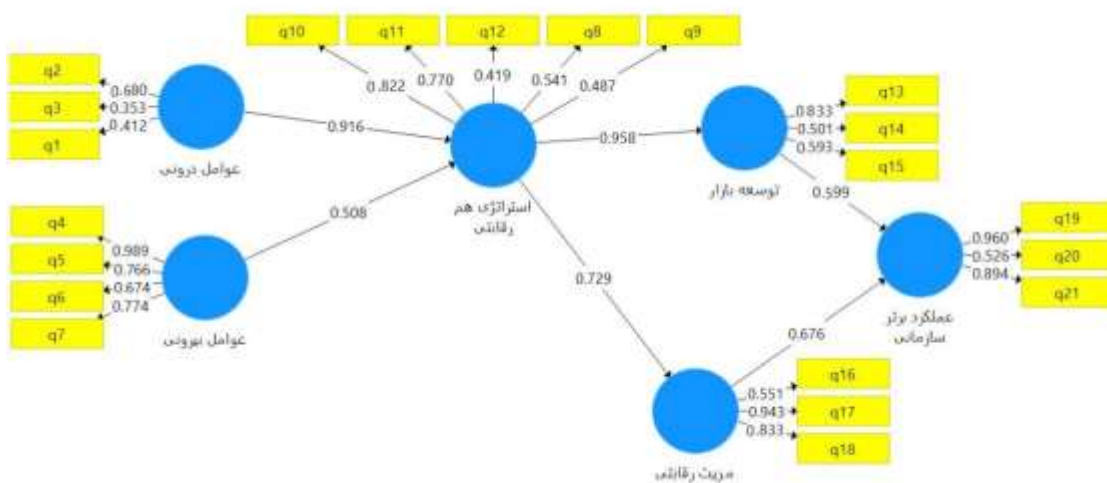 q10
q11
q12
q8
q9
0.822
0.770
0.419
0.541
0.487
q2
q3
q1
0.680
0.353
0.412
عوامل درونی
0.916
q4
q5
q6
q7
0.989
0.766
0.674
0.774
عوامل بیرونی
0.508
استراتژی هم
رقابتی
0.958
0.729
توسعه بازار
0.833
0.501
0.593
q13
q14
q15
0.599
عملکرد برتر
سازمانی
0.960
0.526
0.894
q19
q20
q21
0.676
مزیت رقابتی
0.551
0.943
0.833
q16
q17
q18